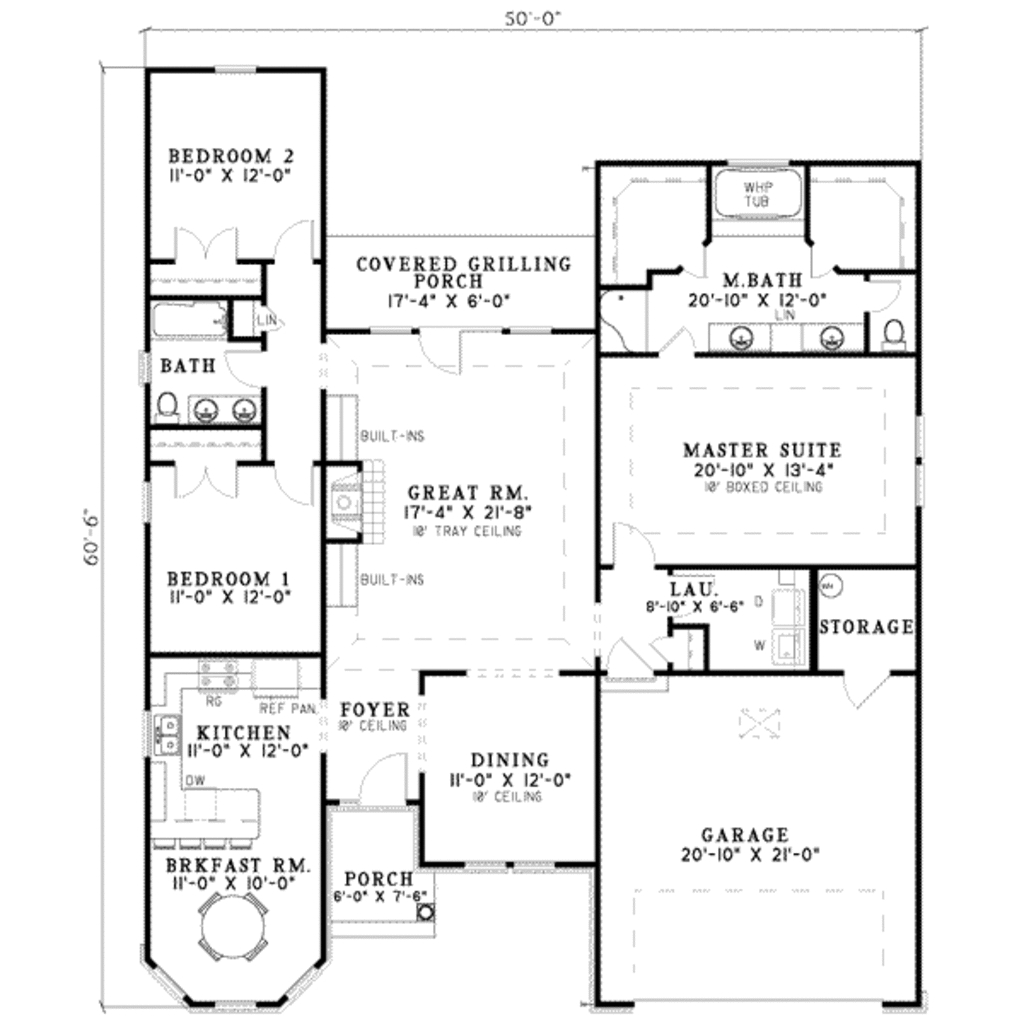 50'-0"
BEDROOM 2
11'-0" X 12'-0"
WHP
TUB
COVERED GRILLING
PORCH
17'-4" X 6'-0"
M.BATH
20'-10" X 12'-0"
LIN
LIN
BATH
BUILT-INS
MASTER SUITE
20'-10" X 13'-4"
10' BOXED CEILING
GREAT RM.
17'-4" X 21'-8"
10' TRAY CEILING
60'-6"
BEDROOM 1
11'-0" X 12'-0"
BUILT-INS
LAU.
8'-10" X 6'-6"
D
W
WH
STORAGE
RG
REF PAN.
KITCHEN
11'-0" X 12'-0"
DW
FOYER
10' CEILING
DINING
11'-0" X 12'-0"
10' CEILING
GARAGE
20'-10" X 21'-0"
BRKFAST RM.
11'-0" X 10'-0"
PORCH
6'-0" X 7'-6"